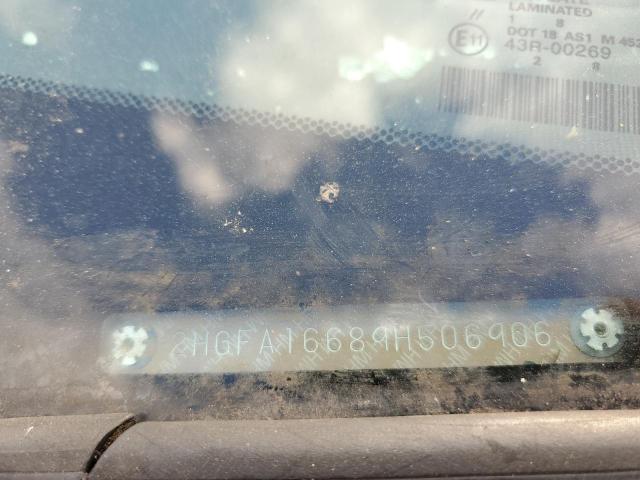 LAMINATED
1 8
DOT 18 AS1 M 452
E11
43R-00269
2 8
2HGFA16689H506906